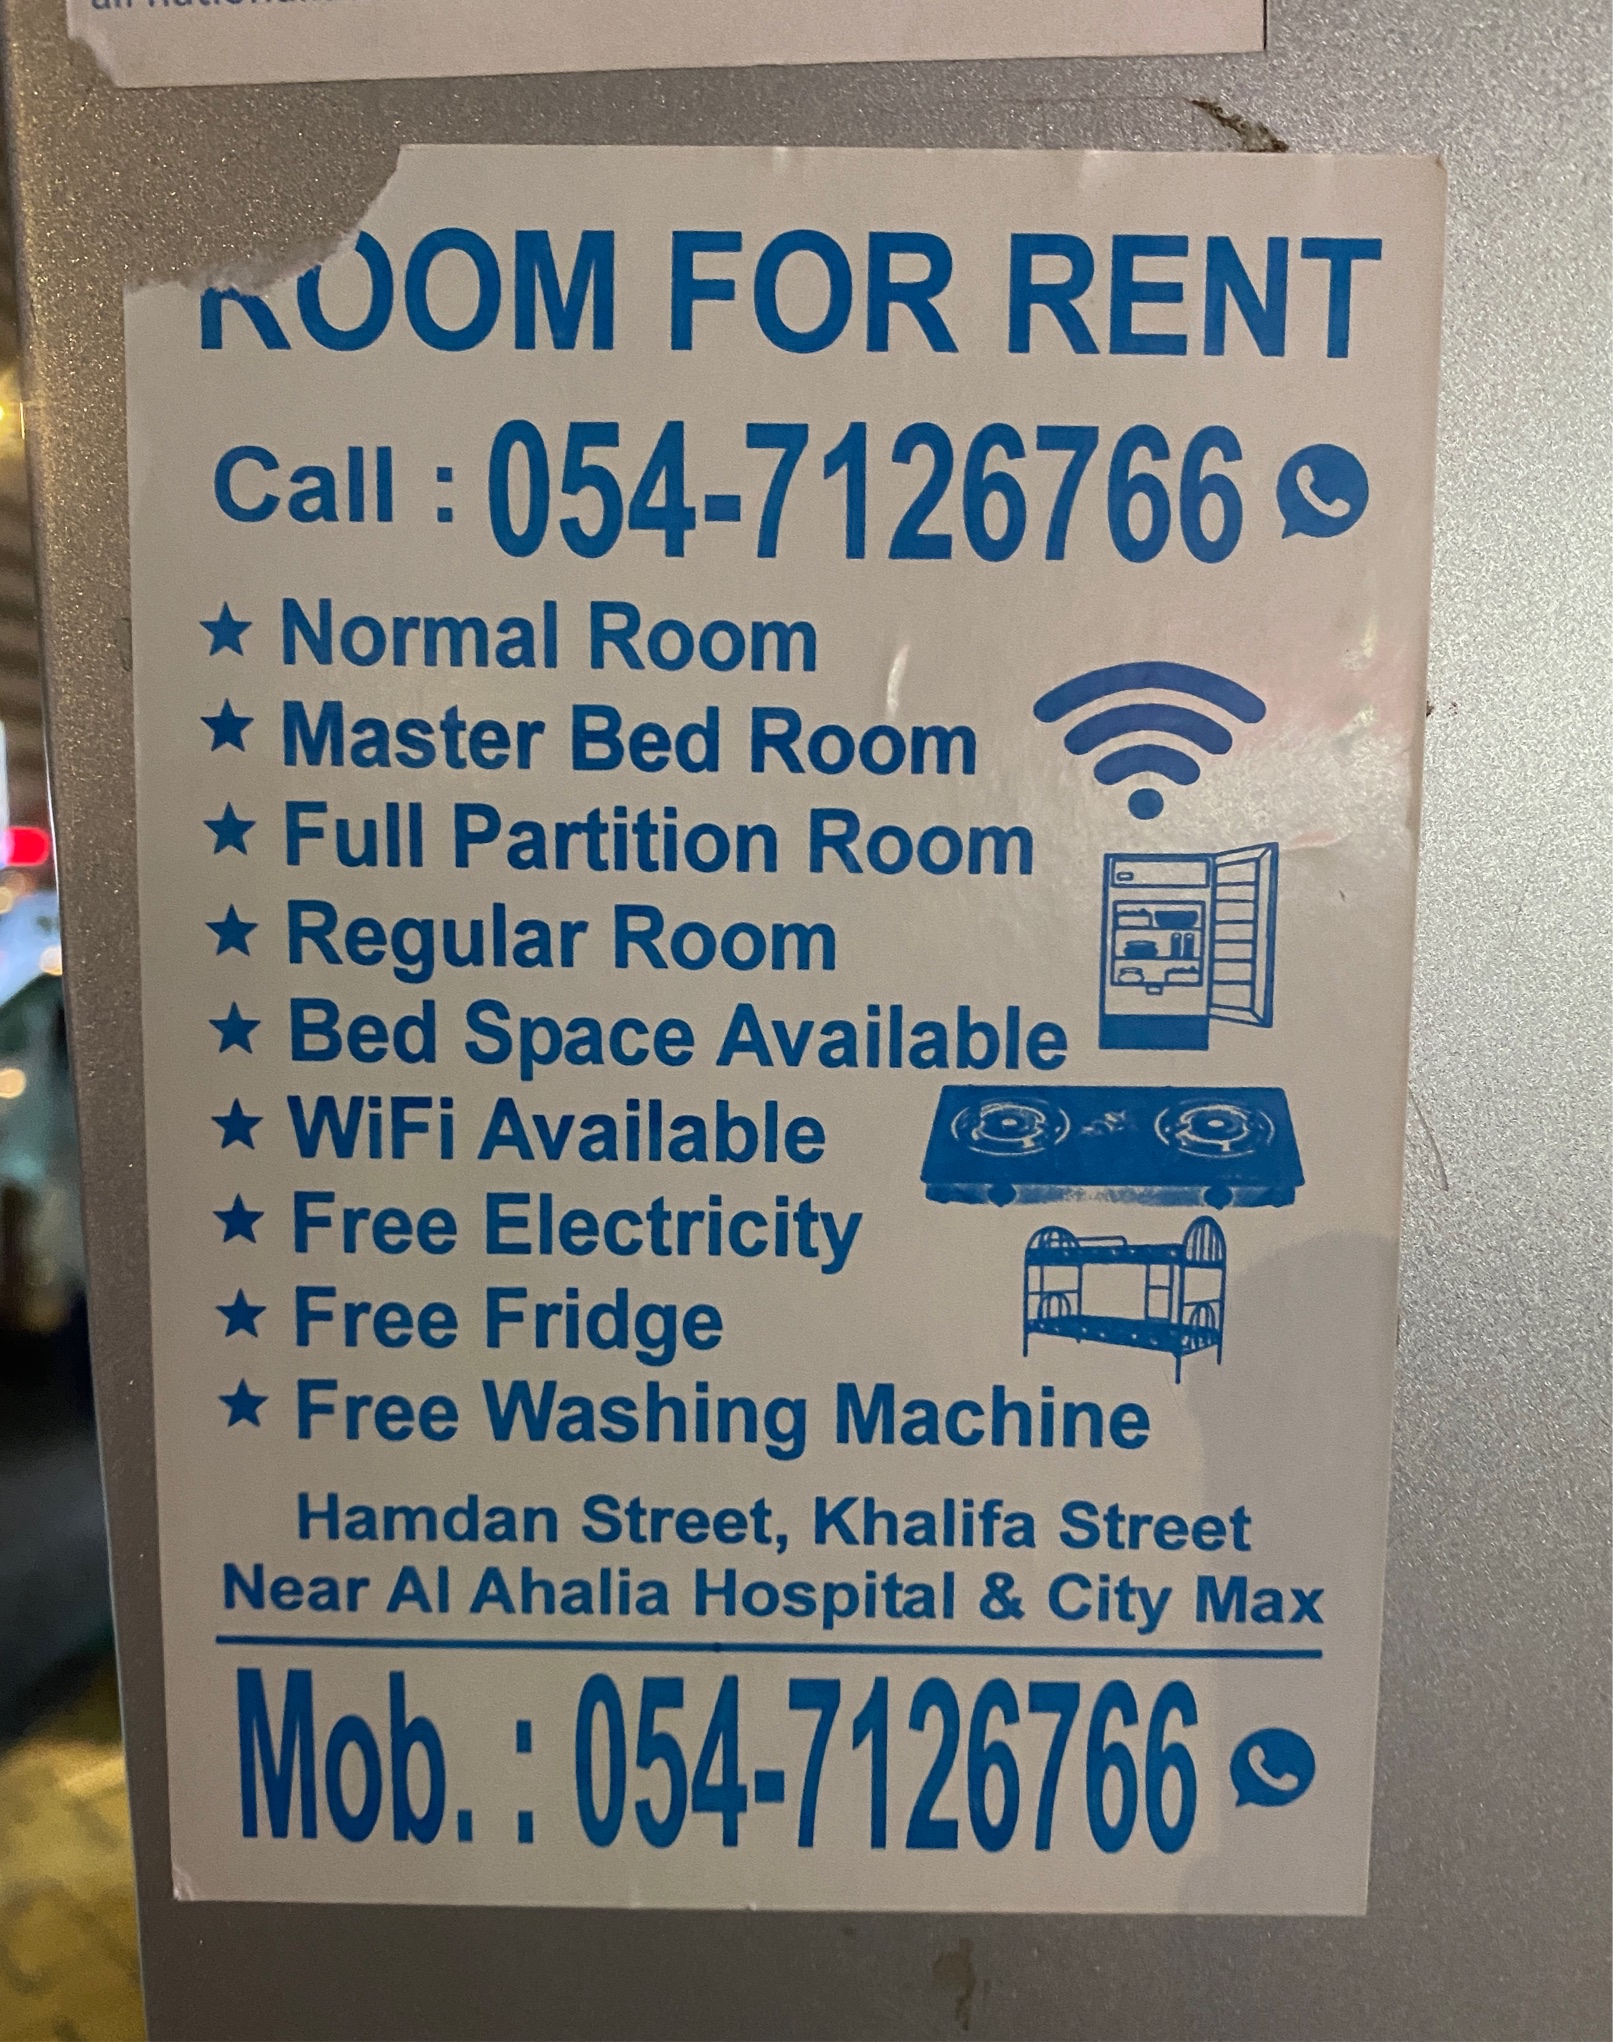 ROOM FOR RENT
Call : 054-7126766
★ Normal Room
★ Master Bed Room
★ Full Partition Room
★ Regular Room
★ Bed Space Available
★ WiFi Available
★ Free Electricity
★ Free Fridge
★ Free Washing Machine
Hamdan Street, Khalifa Street
Near Al Ahalia Hospital & City Max
Mob. : 054-7126766